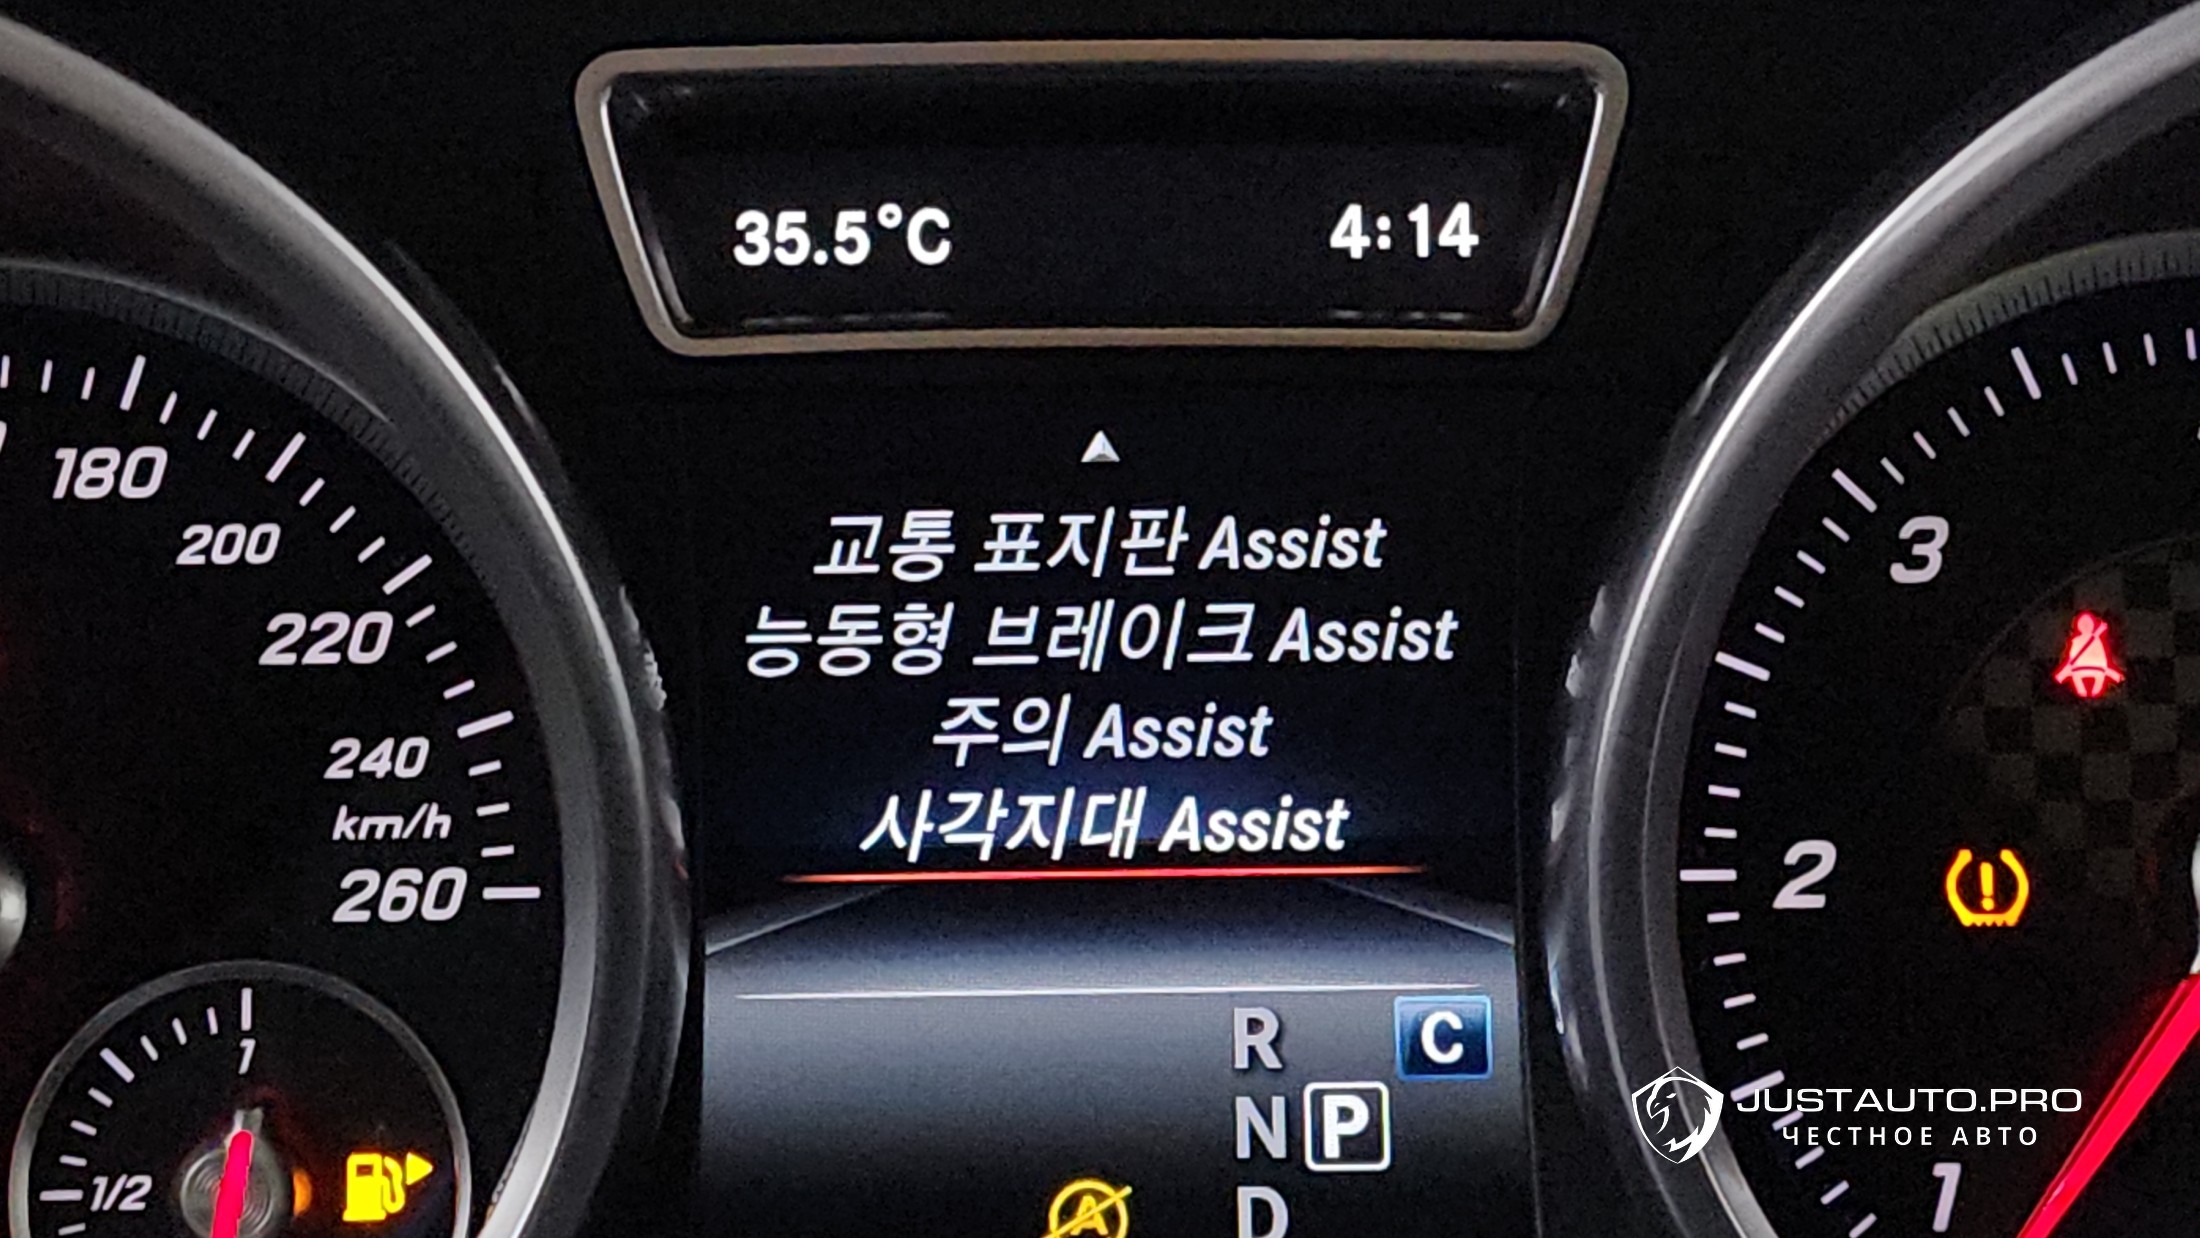 35.5°C 4:14
교통 표지판 Assist
능동형 브레이크 Assist
주의 Assist
사각지대 Assist
R C
N P
D
A
180
200
220
240
km/h
260
1
1/2
3
2
1
JUSTAUTO.PRO
ЧЕСТНОЕ АВТО